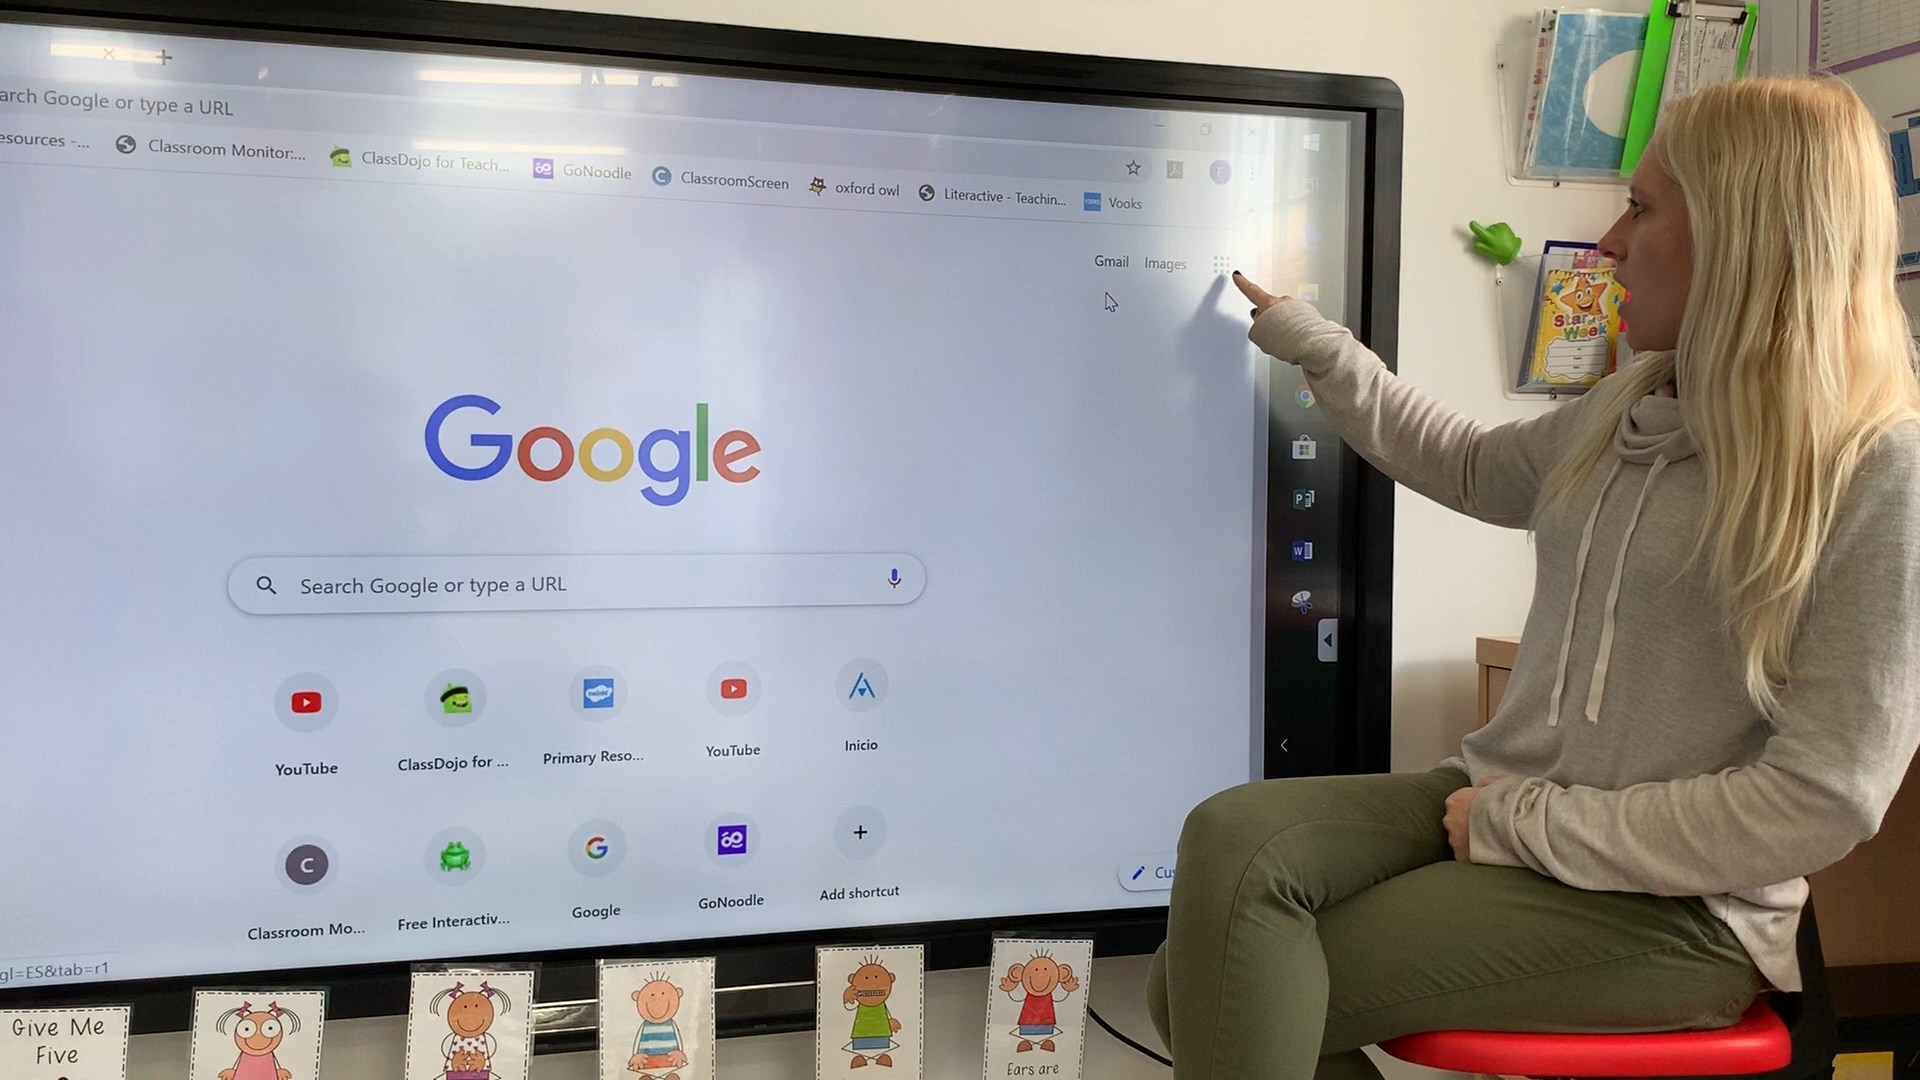 arch Google or type a URL
esources -...
Classroom Monitor:...
ClassDojo for Teach...
GoNoodle
ClassroomScreen
oxford owl
Literactive - Teachin...
Vooks
Gmail
Images
Google
Search Google or type a URL
YouTube
ClassDojo for ...
Primary Reso...
YouTube
Inicio
C
Classroom Mo...
Free Interactiv...
Google
GoNoodle
Add shortcut
Cus
gl=ES&tab=r1
Star of the
Week
Give Me
Five
Ears are